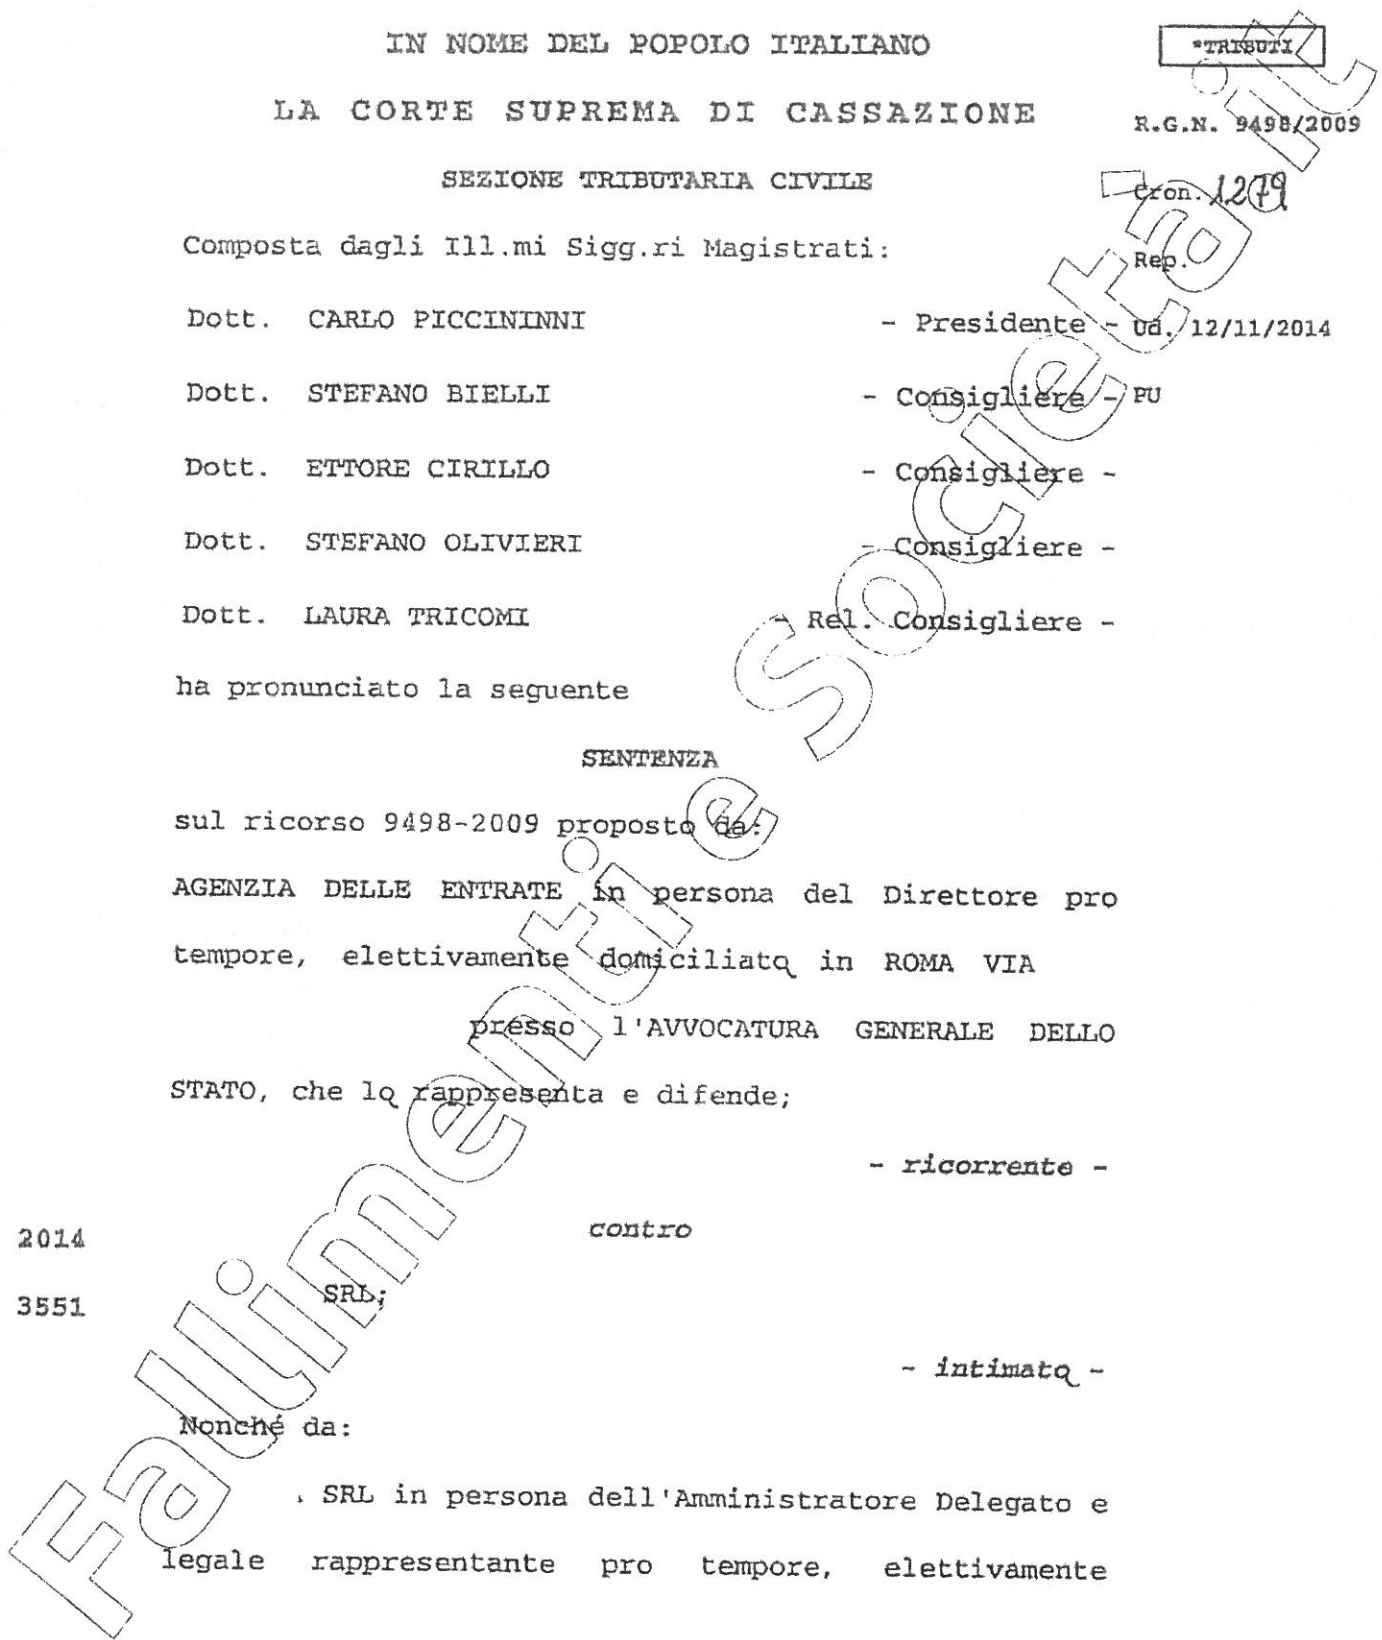 IN NOME DEL POPOLO ITALIANO
*TRIBUTI
LA CORTE SUPREMA DI CASSAZIONE
R.G.N. 9498/2009
SEZIONE TRIBUTARIA CIVILE
Cron. 1279
Composta dagli Ill.mi Sigg.ri Magistrati:
Rep.
Dott. CARLO PICCININNI - Presidente - Ud. 12/11/2014
Dott. STEFANO BIELLI - Consigliere - PU
Dott. ETTORE CIRILLO - Consigliere -
Dott. STEFANO OLIVIERI - Consigliere -
Dott. LAURA TRICOMI - Rel. Consigliere -
ha pronunciato la seguente
SENTENZA
sul ricorso 9498-2009 proposto da:
AGENZIA DELLE ENTRATE in persona del Direttore pro
tempore, elettivamente domiciliato in ROMA VIA
presso l'AVVOCATURA GENERALE DELLO
STATO, che lo rappresenta e difende;
- ricorrente -
contro
2014
SRL;
3551
- intimato -
Nonché da:
. SRL in persona dell'Amministratore Delegato e
legale rappresentante pro tempore, elettivamente
Fallimenti e Società.it